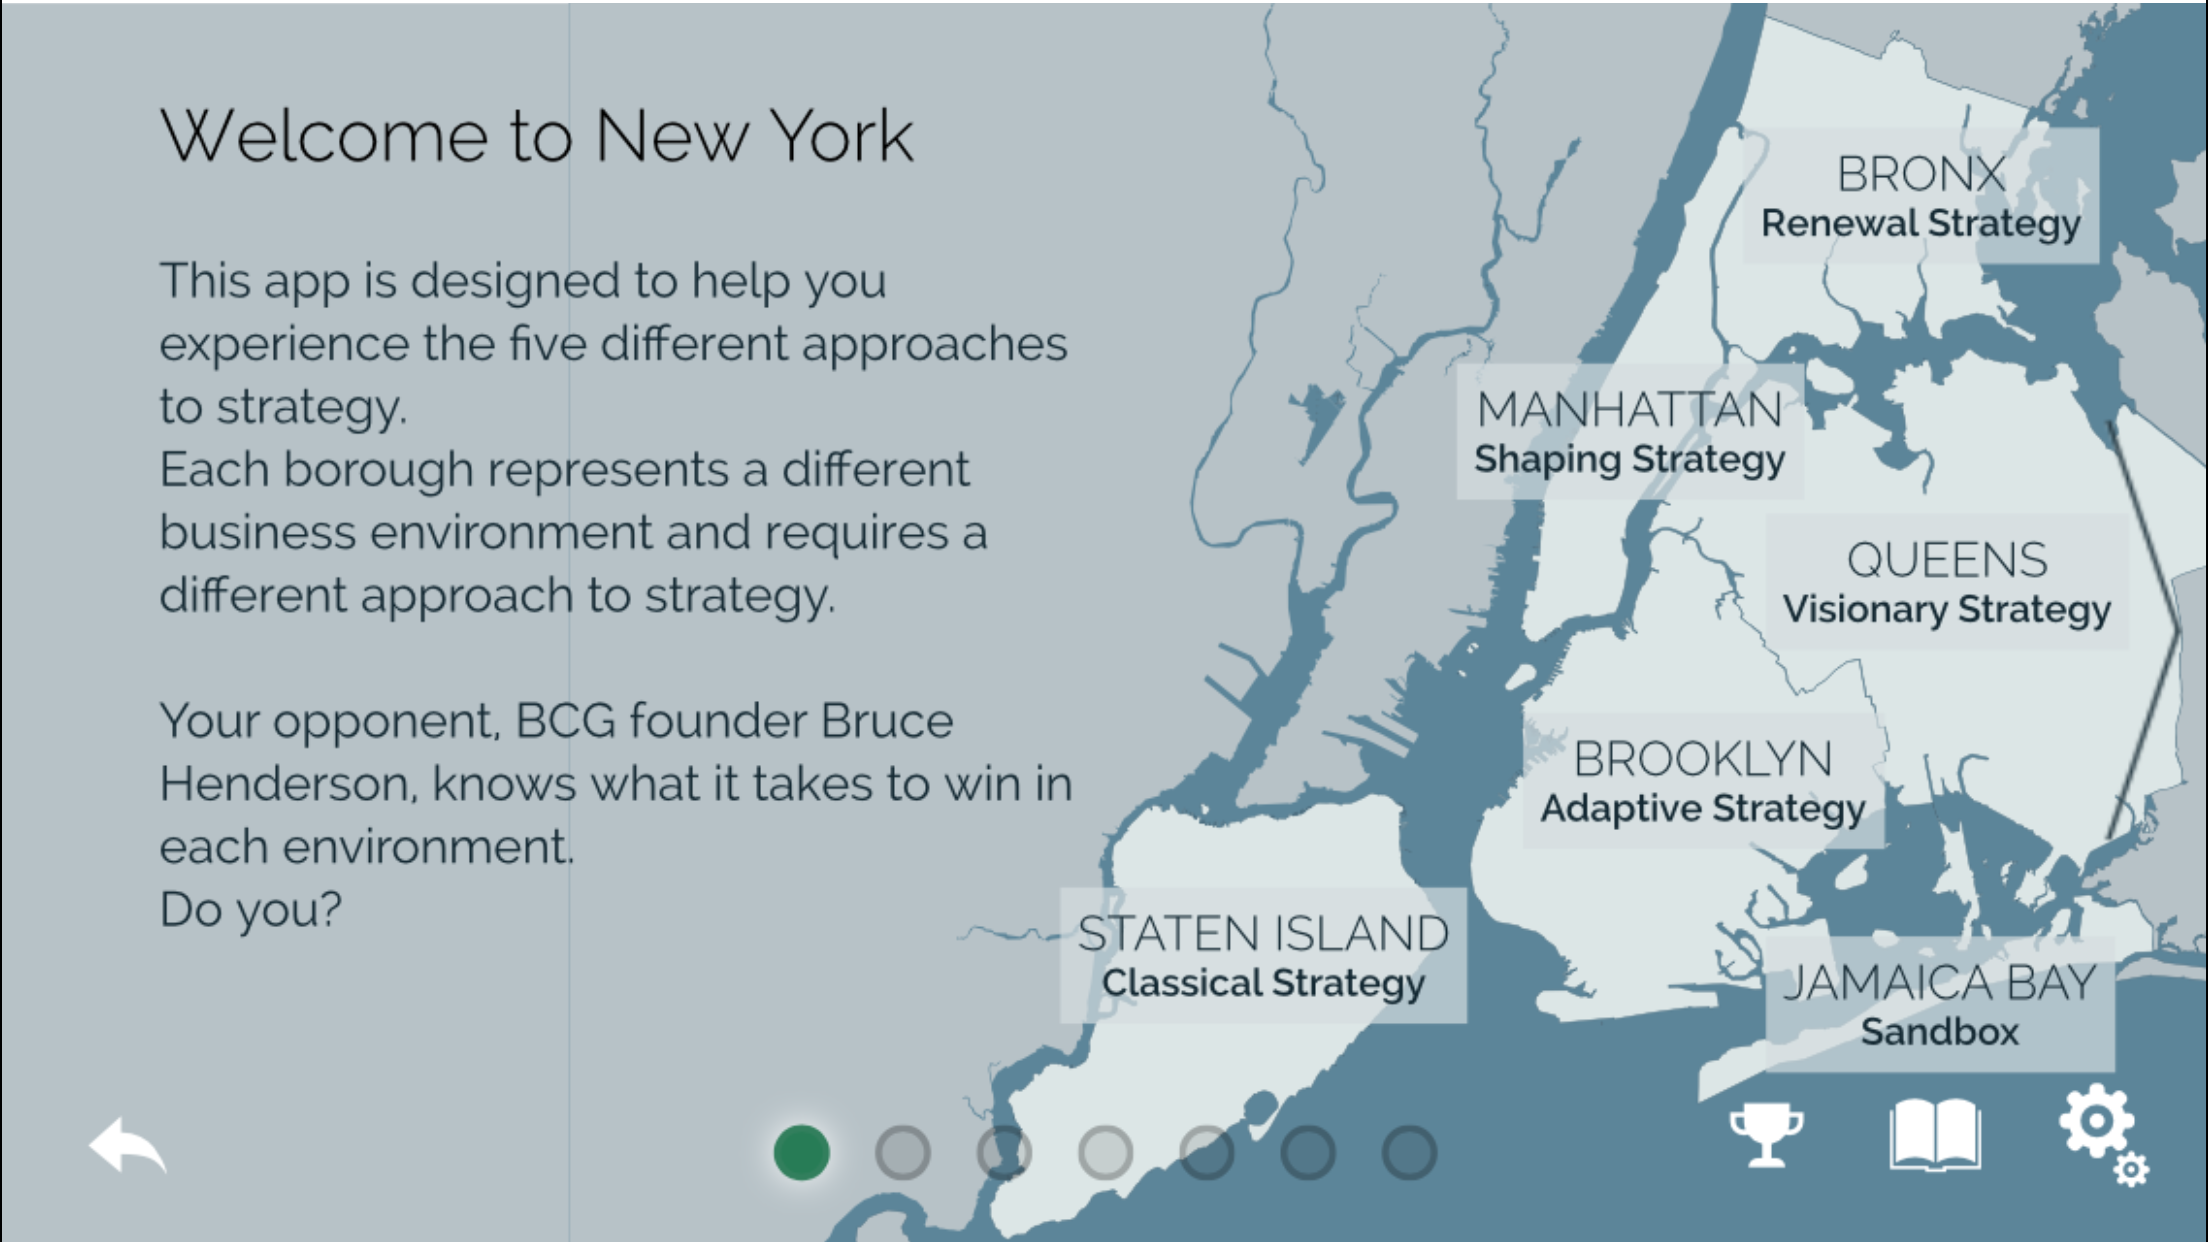 Welcome to New York
This app is designed to help you
experience the five different approaches
to strategy.
Each borough represents a different
business environment and requires a
different approach to strategy.
Your opponent, BCG founder Bruce
Henderson, knows what it takes to win in
each environment.
Do you?
BRONX
Renewal Strategy
MANHATTAN
Shaping Strategy
QUEENS
Visionary Strategy
BROOKLYN
Adaptive Strategy
STATEN ISLAND
Classical Strategy
JAMAICA BAY
Sandbox